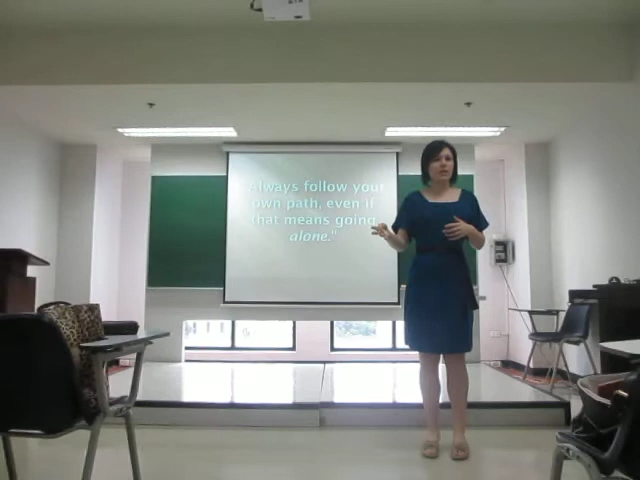 Always follow your
own path, even if
that means going
alone."